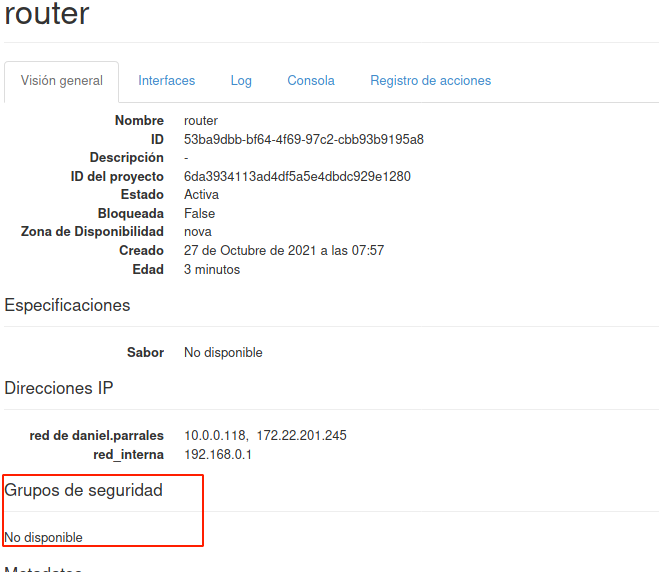 router
Visión general Interfaces Log Consola Registro de acciones
Nombre router
ID 53ba9dbb-bf64-4f69-97c2-cbb93b9195a8
Descripción -
ID del proyecto 6da3934113ad4df5a5e4dbdc929e1280
Estado Activa
Bloqueada False
Zona de Disponibilidad nova
Creado 27 de Octubre de 2021 a las 07:57
Edad 3 minutos
Especificaciones
Sabor No disponible
Direcciones IP
red de daniel.parrales 10.0.0.118, 172.22.201.245
red_interna 192.168.0.1
Grupos de seguridad
No disponible